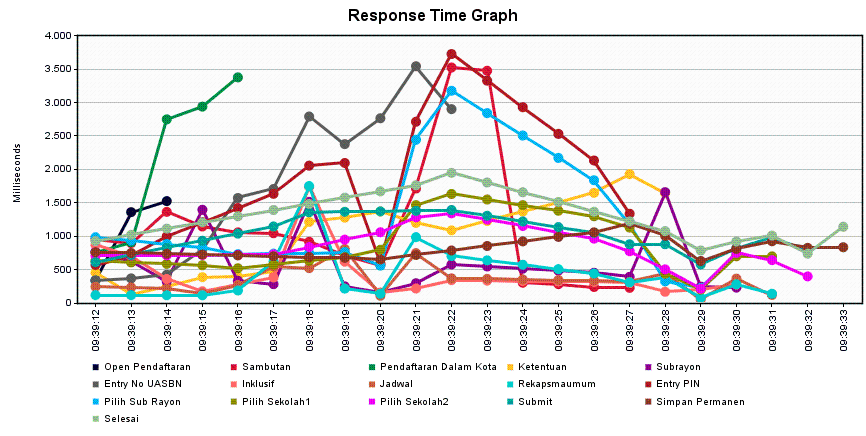 Response Time Graph
4.000
3.500
3.000
2.500
2.000
1.500
1.000
500
0
Milliseconds
09:39:12 09:39:13 09:39:14 09:39:15 09:39:16 09:39:17 09:39:18 09:39:19 09:39:20 09:39:21 09:39:22 09:39:23 09:39:24 09:39:25 09:39:26 09:39:27 09:39:28 09:39:29 09:39:30 09:39:31 09:39:32 09:39:33
Open Pendaftaran Sambutan Pendaftaran Dalam Kota Ketentuan Subrayon
Entry No UASBN Inklusif Jadwal Rekapsmaumum Entry PIN
Pilih Sub Rayon Pilih Sekolah1 Pilih Sekolah2 Submit Simpan Permanen
Selesai